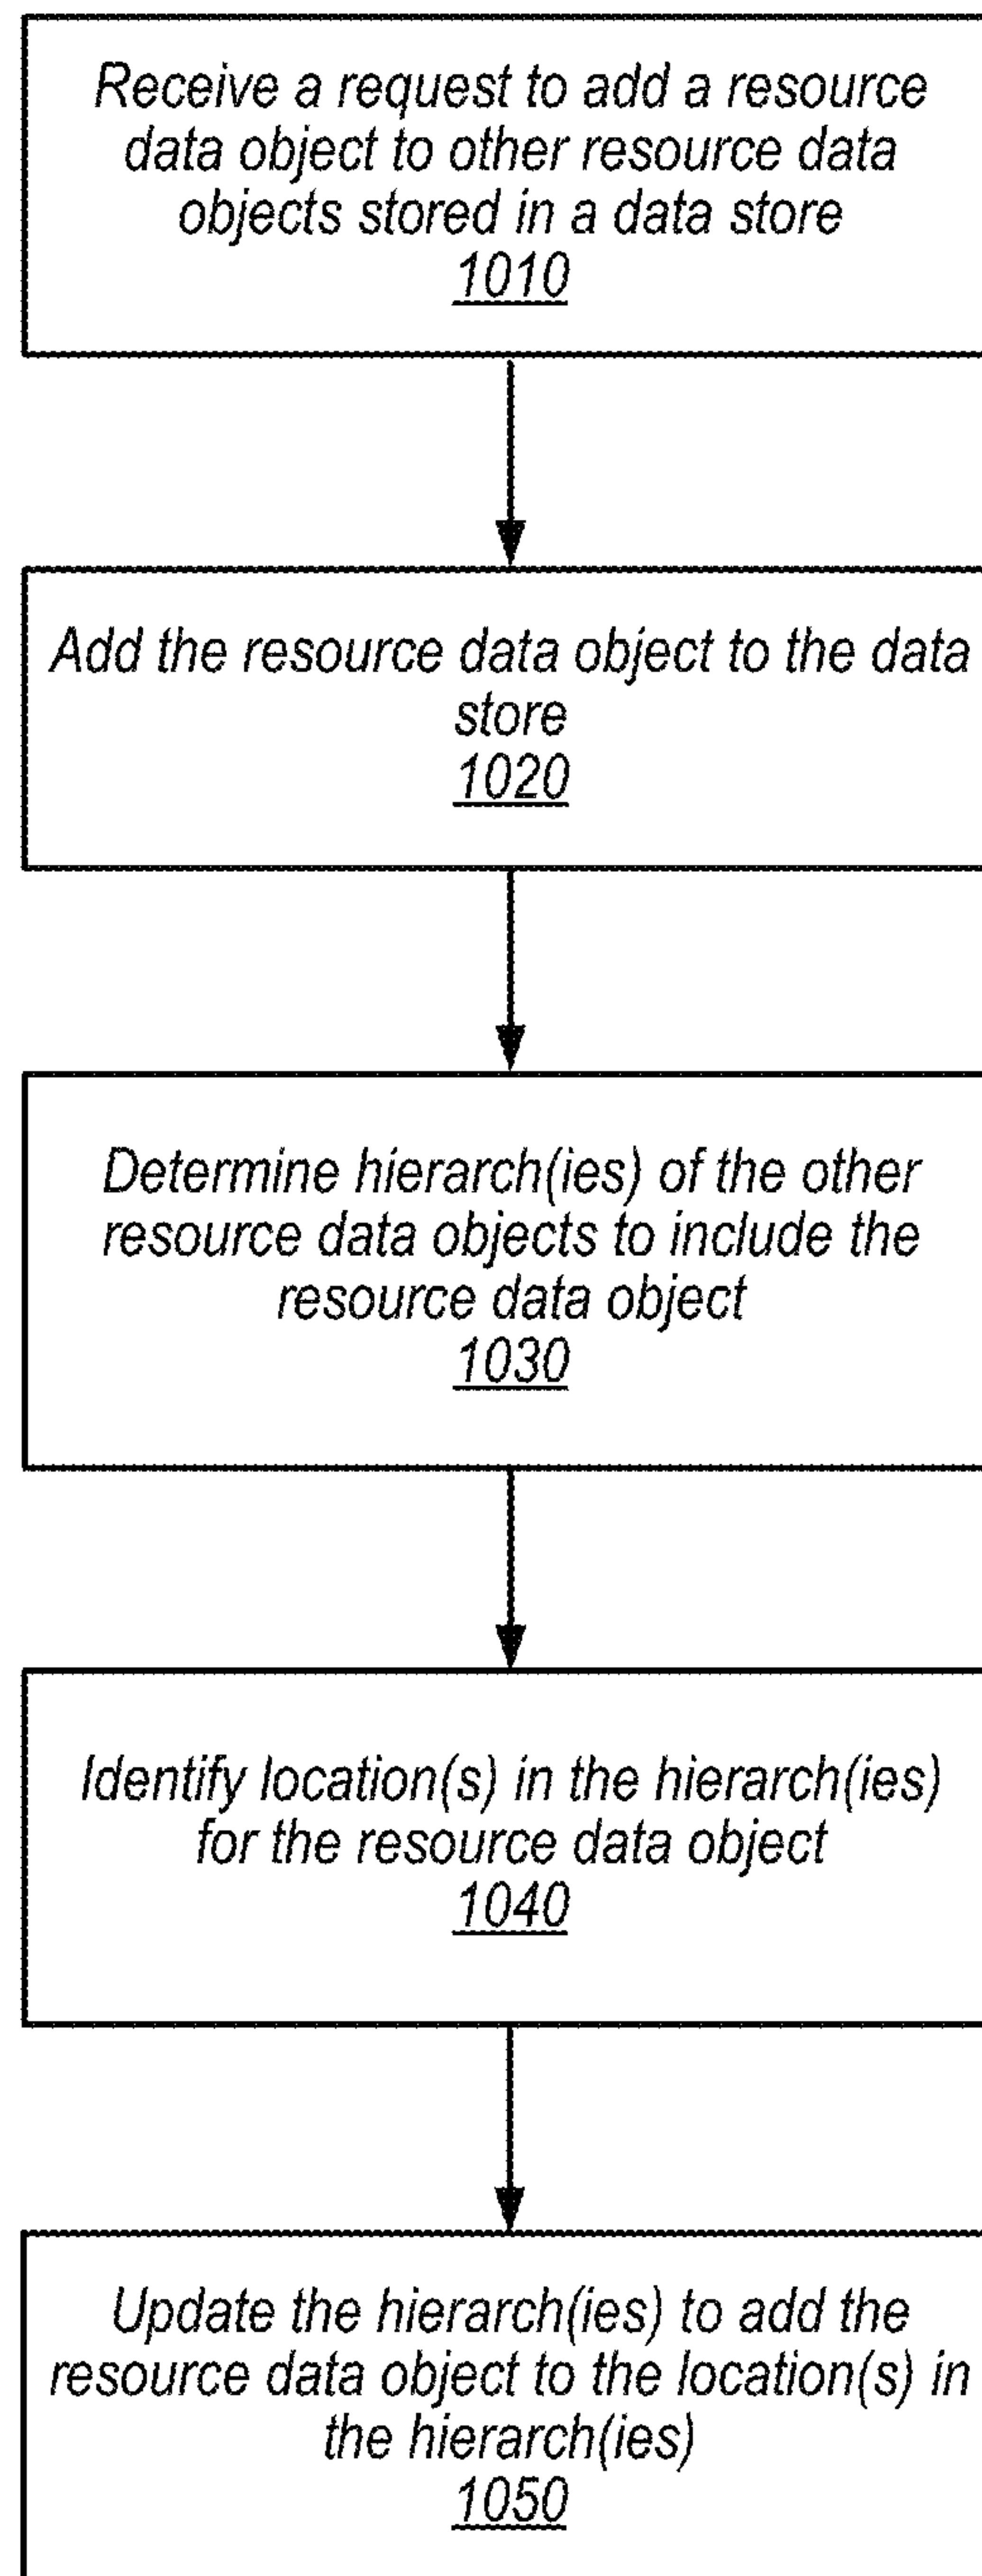 Receive a request to add a resource
data object to other resource data
objects stored in a data store
1010
Add the resource data object to the data
store
1020
Determine hierarch(ies) of the other
resource data objects to include the
resource data object
1030
Identify location(s) in the hierarch(ies)
for the resource data object
1040
Update the hierarch(ies) to add the
resource data object to the location(s) in
the hierarch(ies)
1050